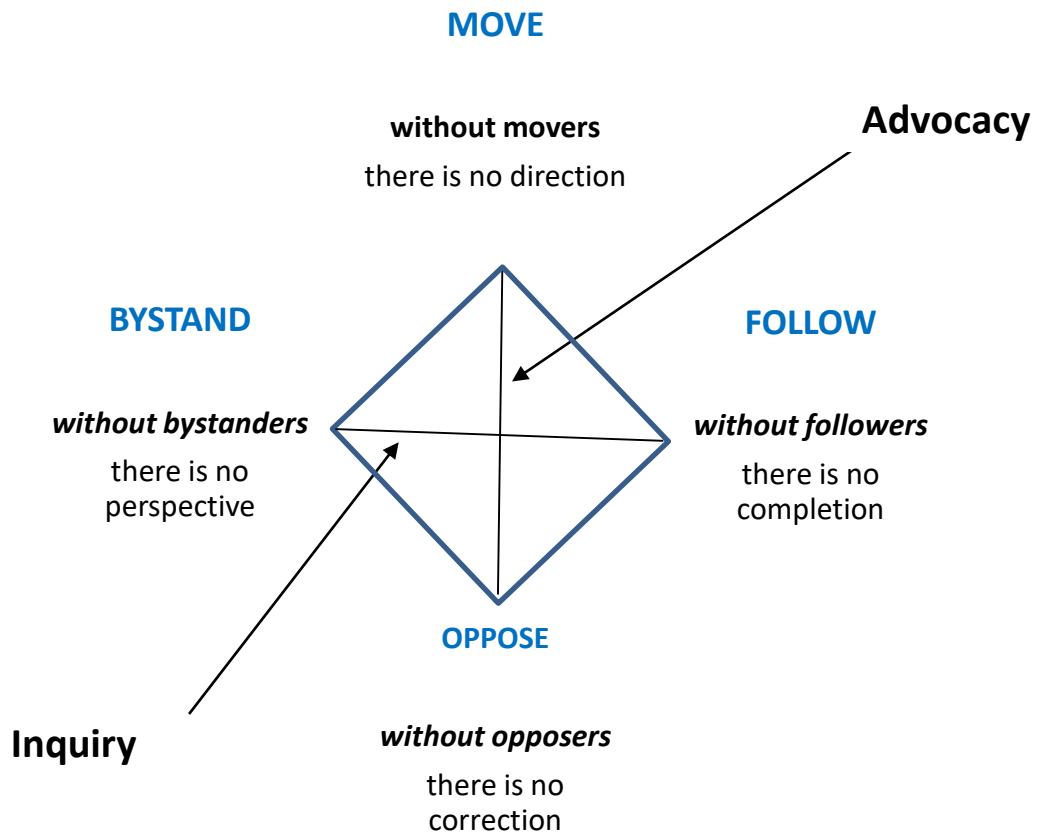 MOVE
without movers
there is no direction
Advocacy
BYSTAND
without bystanders
there is no
perspective
FOLLOW
without followers
there is no
completion
OPPOSE
without opposers
there is no
correction
Inquiry